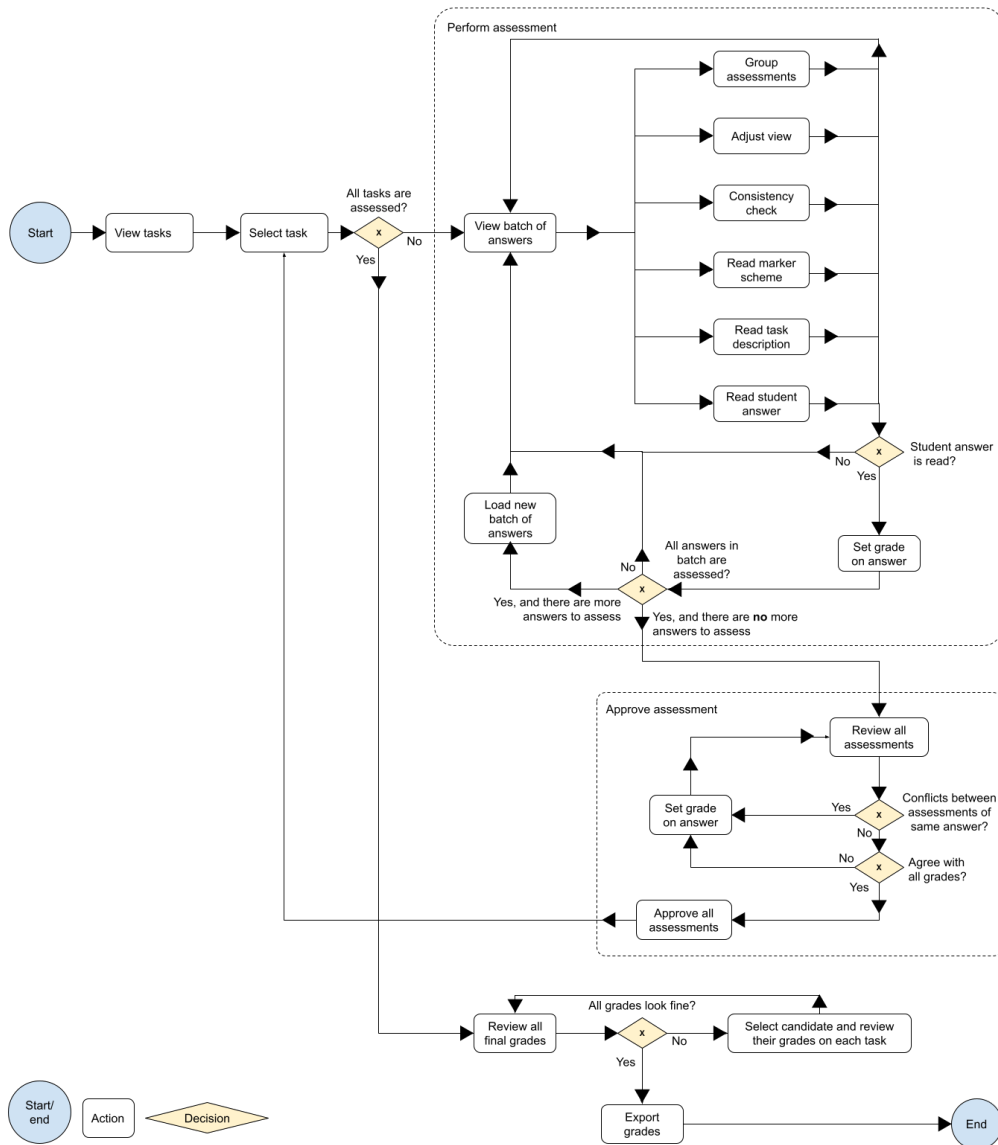 Perform assessment
Group
assessments
Adjust view
All tasks are
assessed?
Consistency
check
Start
View tasks
Select task
x
No
Yes
View batch of
answers
Read marker
scheme
Read task
description
Read student
answer
x
No
Yes
Student answer
is read?
Load new
batch of
answers
Set grade
on answer
All answers in
batch are
assessed?
No
x
Yes, and there are more
answers to assess
Yes, and there are no more
answers to assess
Approve assessment
Review all
assessments
Set grade
on answer
Yes
x
No
Conflicts between
assessments of
same answer?
No
x
Yes
Agree with
all grades?
Approve all
assessments
All grades look fine?
Review all
final grades
x
No
Yes
Select candidate and review
their grades on each task
Start/
end
Action
Decision
Export
grades
End